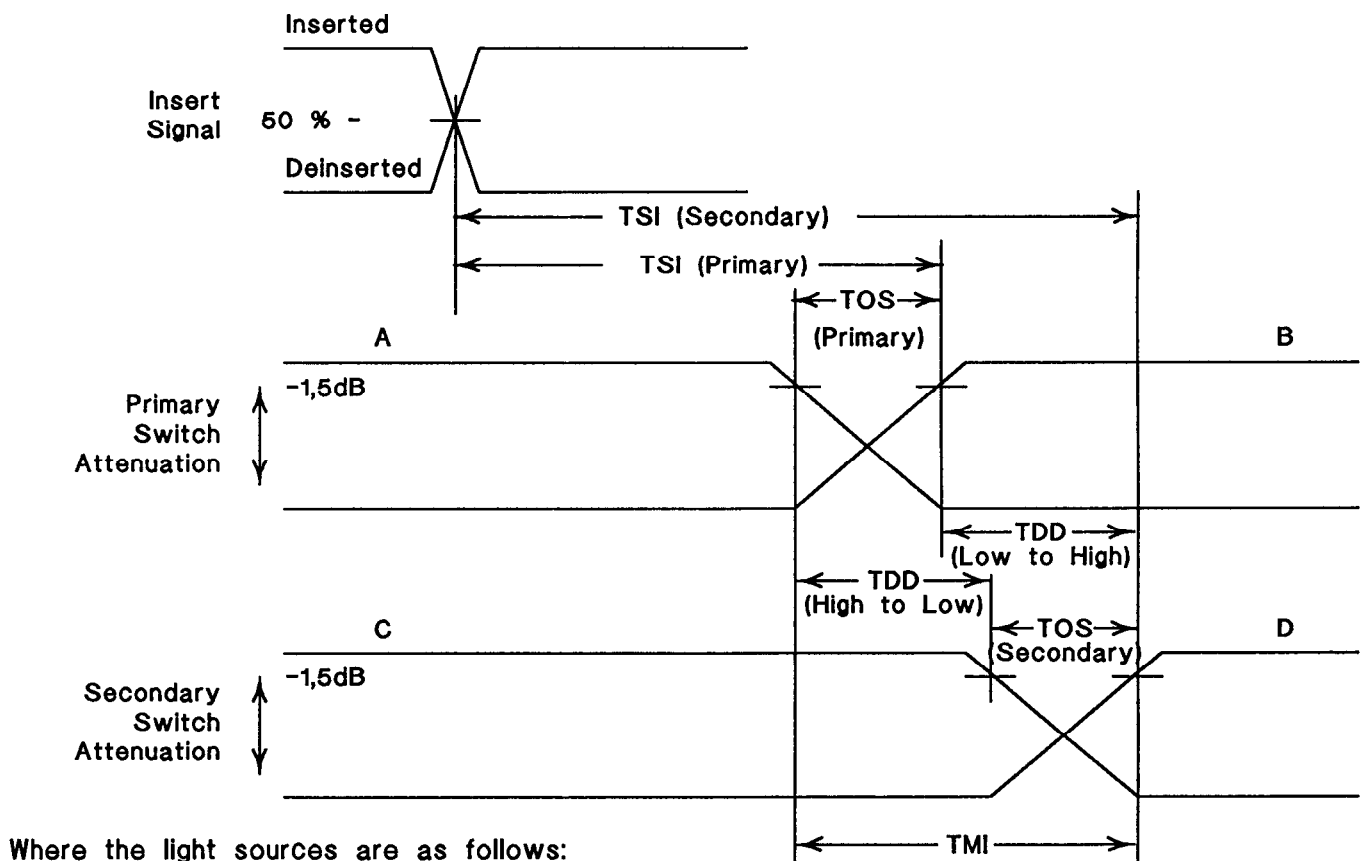 Inserted
Insert
Signal
50 % -
Deinserted
TSI (Secondary)
TSI (Primary)
TOS
(Primary)
A
B
-1,5dB
Primary
Switch
Attenuation
TDD
(Low to High)
TDD
(High to Low)
C
TOS
(Secondary)
D
-1,5dB
Secondary
Switch
Attenuation
TMI
Where the light sources are as follows: